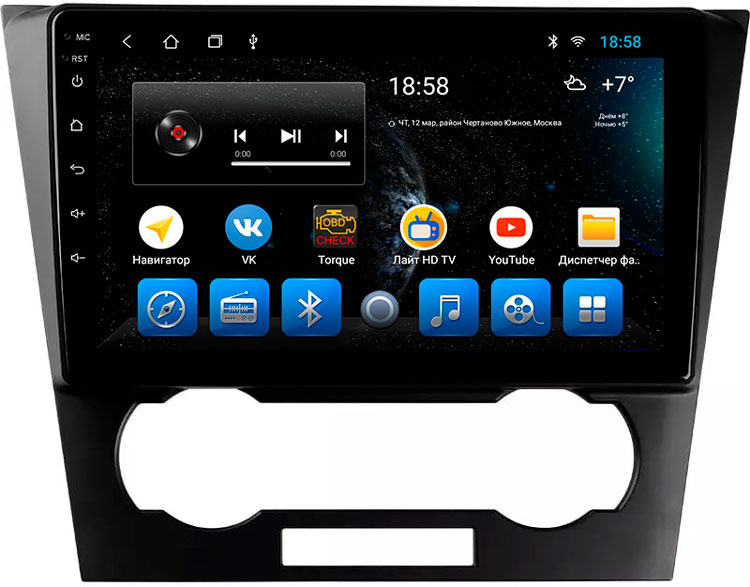 MIC
18:58
RST
18:58
+7°
ЧТ, 12 мар, район Чертаново Южное, Москва
Днём +8°
Ночью +5°
0:00
0:00
VK
OBD
CHECK
Навигатор
VK
Torque
Лайт HD TV
YouTube
Диспетчер фа..